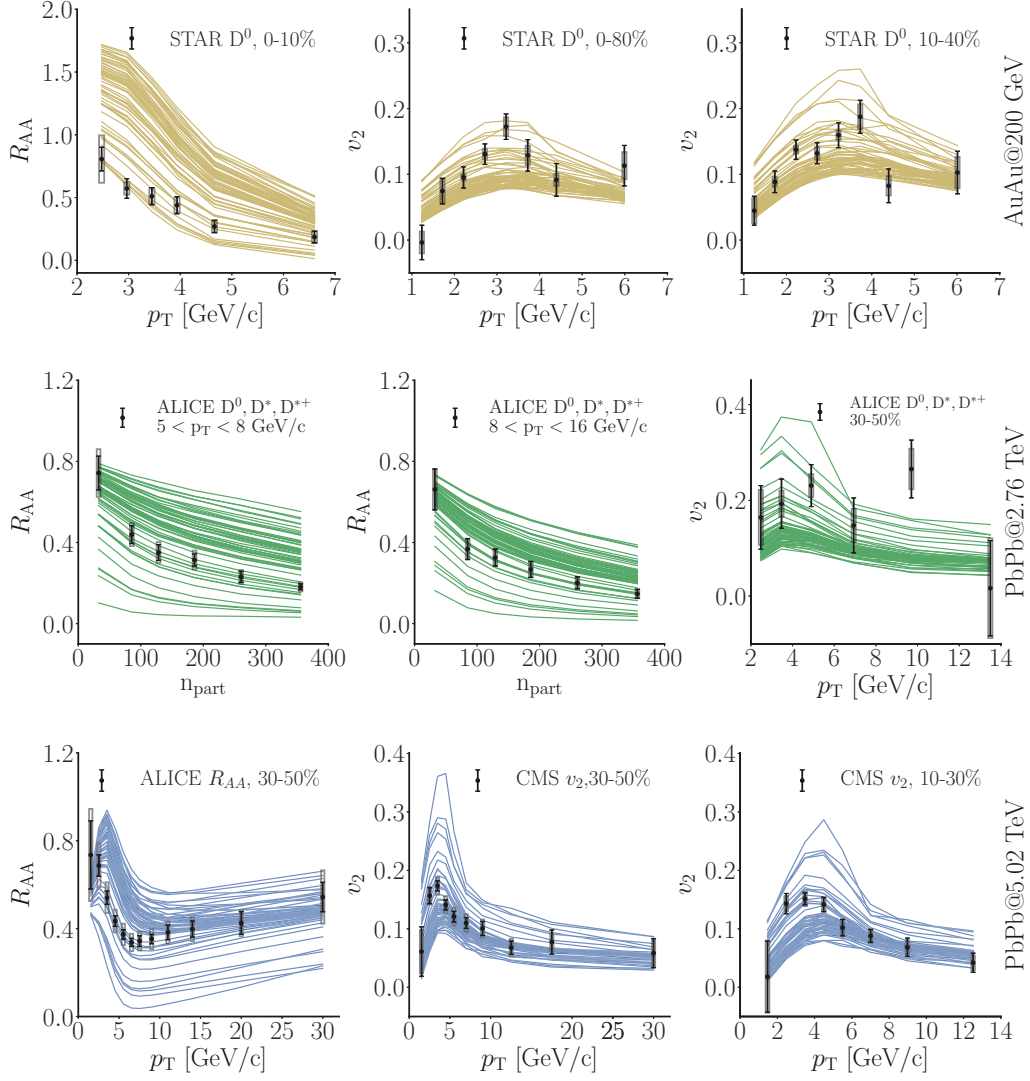 STAR D⁰, 0-10%
2.0
1.5
1.0
0.5
0.0
R_AA
2 3 4 5 6 7
p_T [GeV/c]
STAR D⁰, 0-80%
0.3
0.2
0.1
0.0
v₂
1 2 3 4 5 6 7
p_T [GeV/c]
STAR D⁰, 10-40%
0.3
0.2
0.1
0.0
v₂
1 2 3 4 5 6 7
p_T [GeV/c]
AuAu@200 GeV
ALICE D⁰, D*, D*⁺
5 < p_T < 8 GeV/c
1.2
0.8
0.4
0.0
R_AA
0 100 200 300 400
n_part
ALICE D⁰, D*, D*⁺
8 < p_T < 16 GeV/c
1.2
0.8
0.4
0.0
R_AA
0 100 200 300 400
n_part
ALICE D⁰, D*, D*⁺
30-50%
0.4
0.2
0.0
v₂
2 4 6 8 10 12 14
p_T [GeV/c]
PbPb@2.76 TeV
ALICE R_AA, 30-50%
1.2
0.8
0.4
0.0
R_AA
0 5 10 15 20 25 30
p_T [GeV/c]
CMS v₂,30-50%
0.4
0.3
0.2
0.1
0.0
v₂
0 5 10 20 25 30
p_T [GeV/c]
CMS v₂, 10-30%
0.4
0.3
0.2
0.1
0.0
v₂
0 2 4 6 8 10 12 14
p_T [GeV/c]
PbPb@5.02 TeV